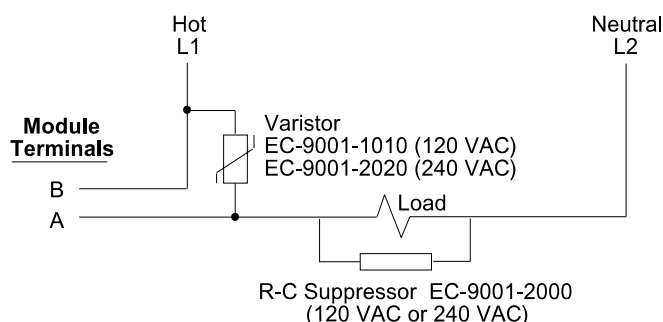 Hot
L1
Neutral
L2
Module
Terminals
Varistor
EC-9001-1010 (120 VAC)
EC-9001-2020 (240 VAC)
B
A
Load
R-C Suppressor EC-9001-2000
(120 VAC or 240 VAC)